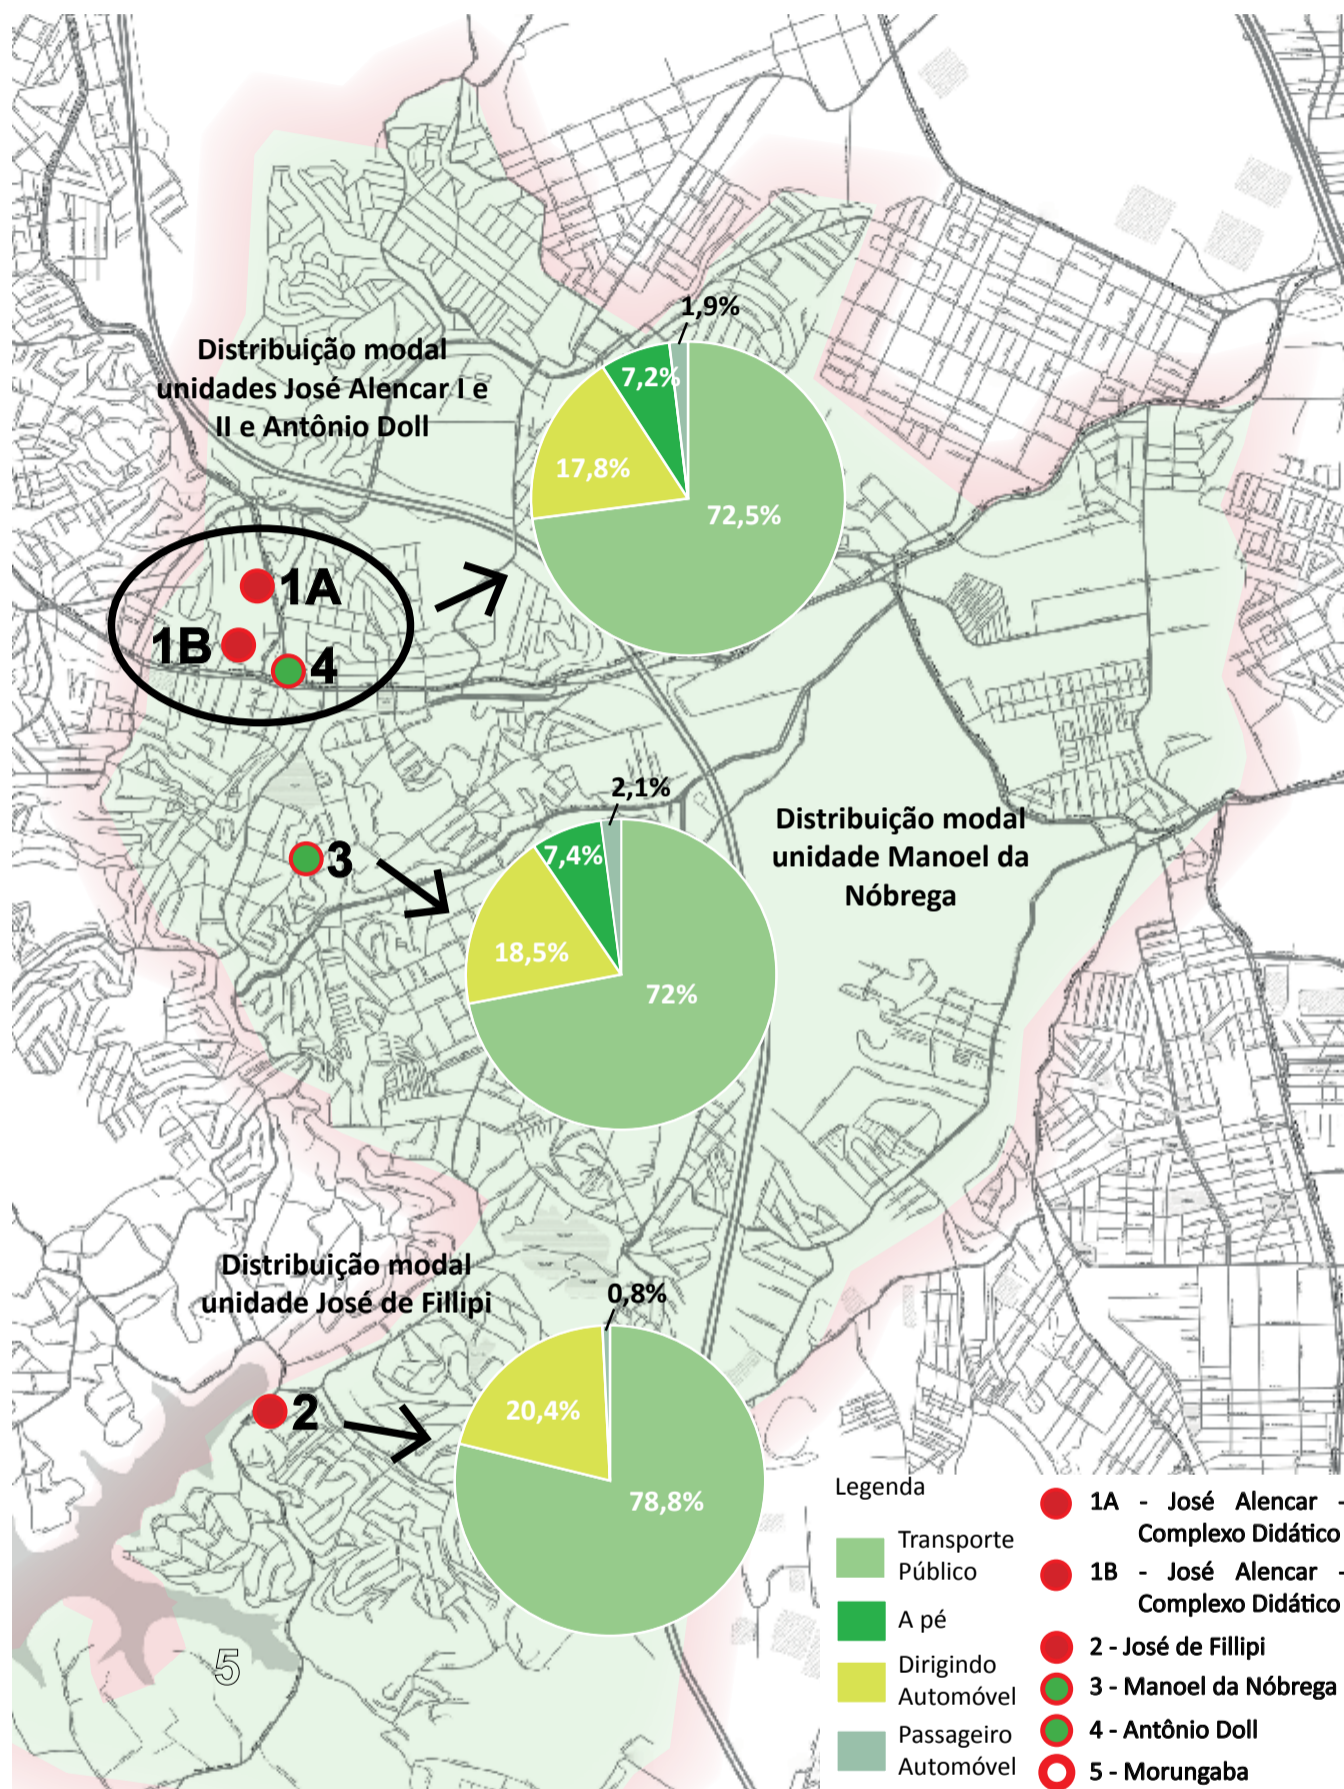 1,9%
Distribuição modal
unidades José Alencar I e
II e Antônio Doll
7,2%
17,8%
72,5%
1A
1B
4
2,1%
Distribuição modal
unidade Manoel da
Nóbrega
7,4%
3
18,5%
72%
Distribuição modal
unidade José de Fillipi
0,8%
20,4%
2
78,8%
5
Legenda
Transporte
Público
A pé
Dirigindo
Automóvel
Passageiro
Automóvel
1A - José Alencar -
Complexo Didático
1B - José Alencar -
Complexo Didático
2 - José de Fillipi
3 - Manoel da Nóbrega
4 - Antônio Doll
5 - Morungaba